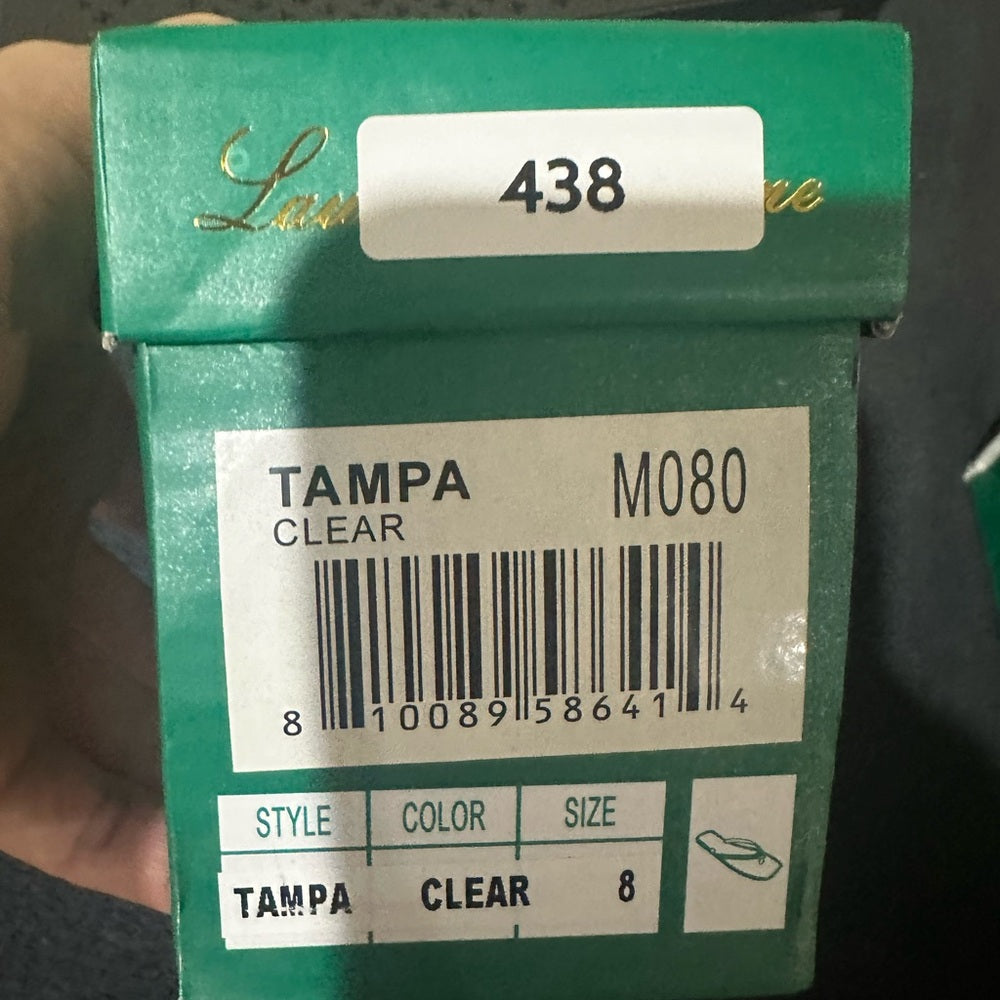 438
TAMPA M080
CLEAR
8 10089 58641 4
STYLE COLOR SIZE
TAMPA CLEAR 8